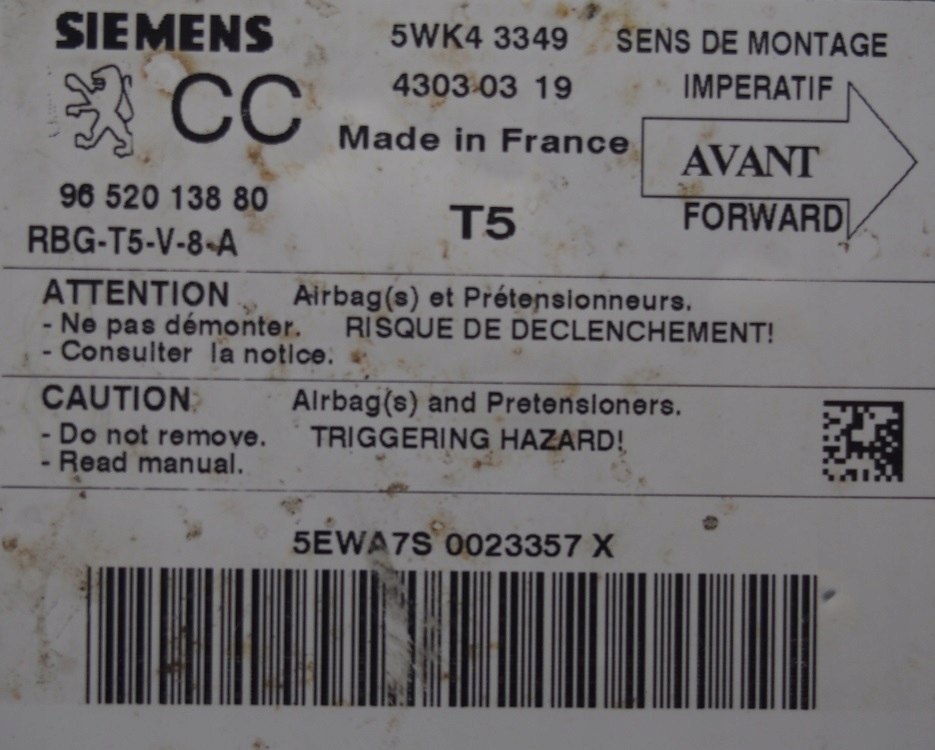 SIEMENS
5WK4 3349
SENS DE MONTAGE
CC
4303 03 19
IMPERATIF
Made in France
AVANT
96 520 138 80
T5
FORWARD
RBG-T5-V-8-A
ATTENTION Airbag(s) et Prétensionneurs.
- Ne pas démonter. RISQUE DE DECLENCHEMENT!
- Consulter la notice.
CAUTION Airbag(s) and Pretensioners.
- Do not remove. TRIGGERING HAZARD!
- Read manual.
5EWA7S 0023357 X